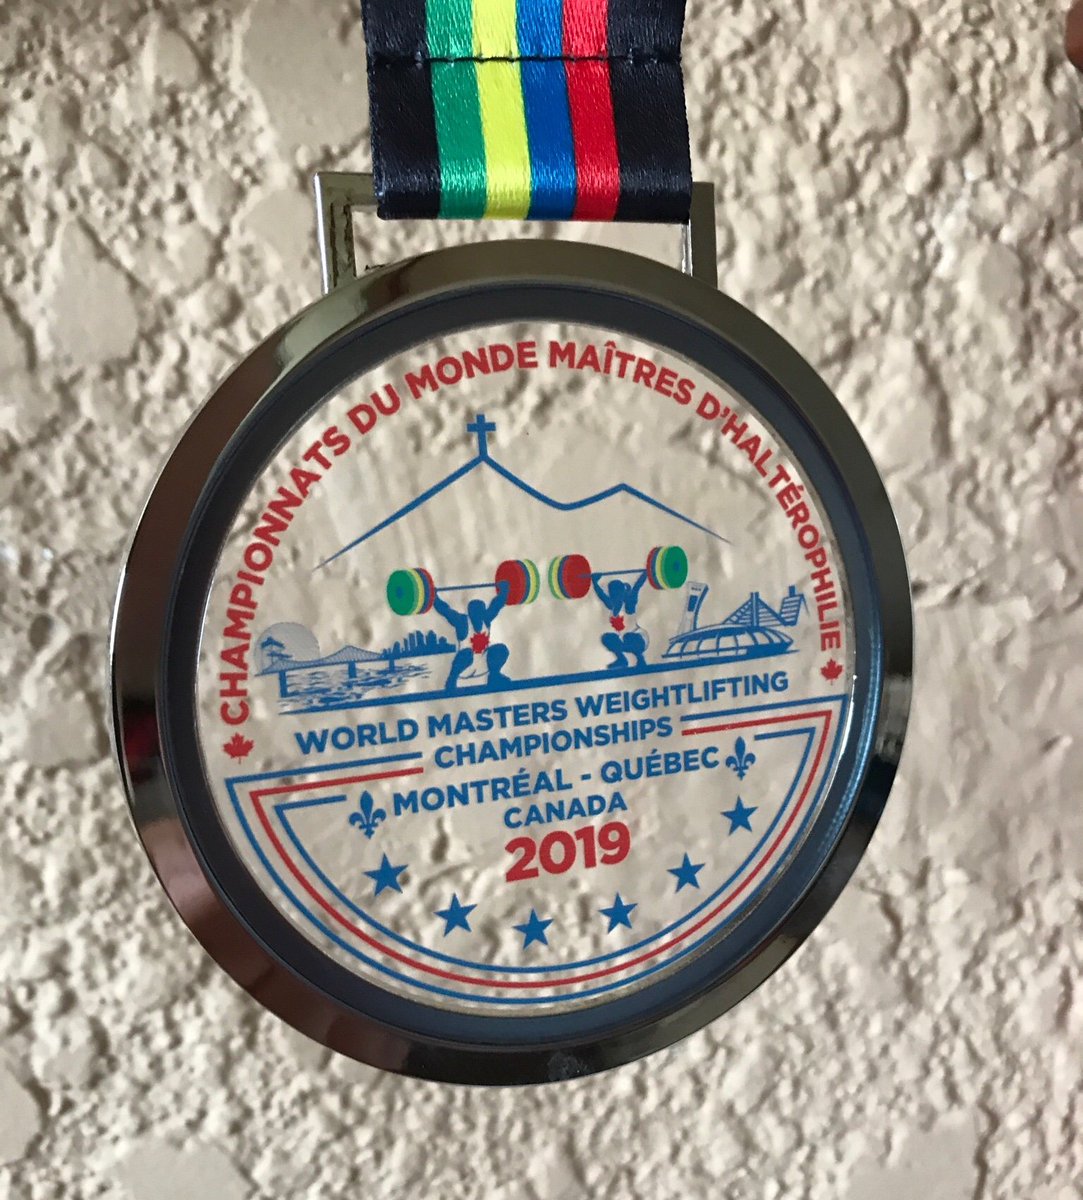 CHAMPIONNATS DU MONDE MAÎTRES D'HALTÉROPHILIE
WORLD MASTERS WEIGHTLIFTING
CHAMPIONSHIPS
MONTRÉAL - QUÉBEC
CANADA
2019